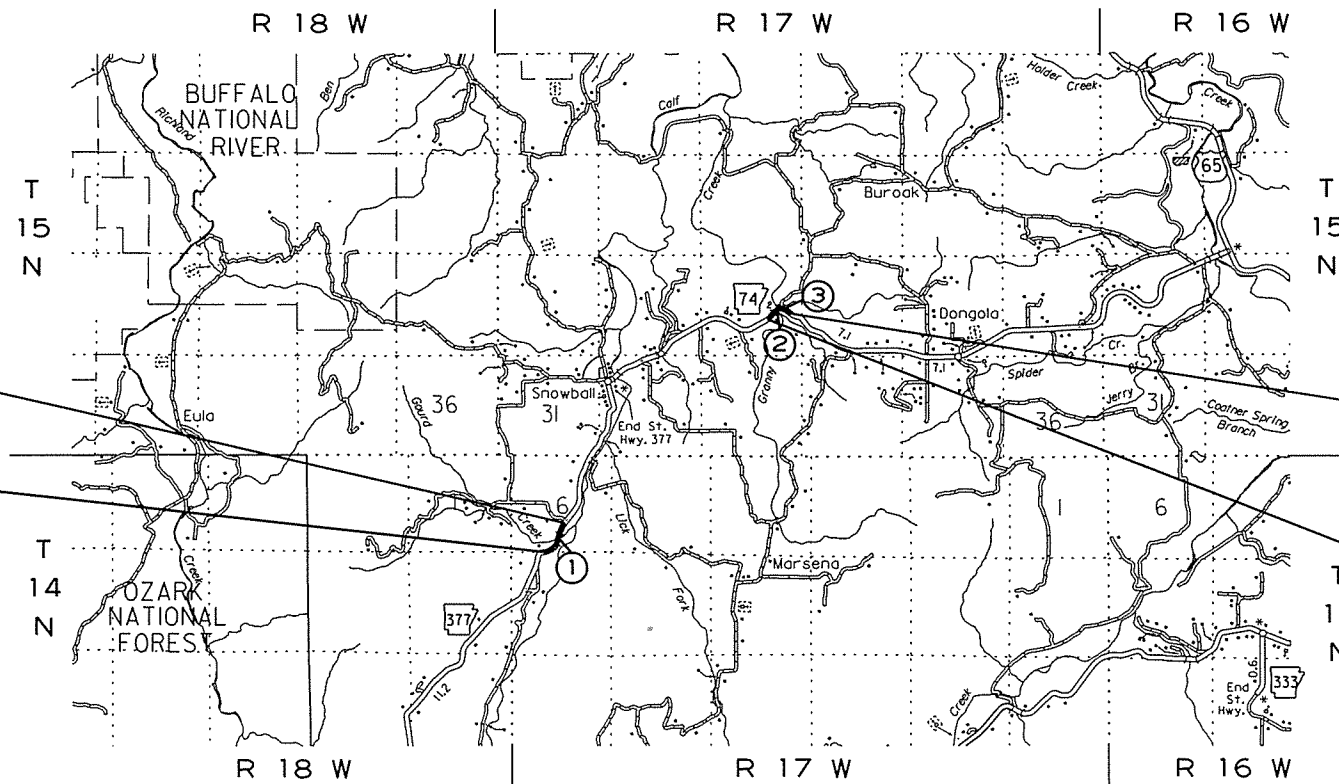 R 18 W
R 17 W
R 16 W
BUFFALO
NATIONAL
RIVER
Richland
Ben
Calf
Creek
Holder
Creek
Creek
65
T
15
N
T
15
N
Buroak
74
3
2
7.1
Dongola
7.1
Cr.
Spider
Jerry
Granny
Snowball
*
End St.
Hwy. 377
Eula
36
31
Gourd
36
31
Coather Spring
Branch
6
Creek
1
Lick
Fork
Marsena
1
6
T
14
N
OZARK
NATIONAL
FOREST
Creek
377
11.2
Creek
0.6
End
St.
Hwy.
333
T
1
N
R 18 W
R 17 W
R 16 W